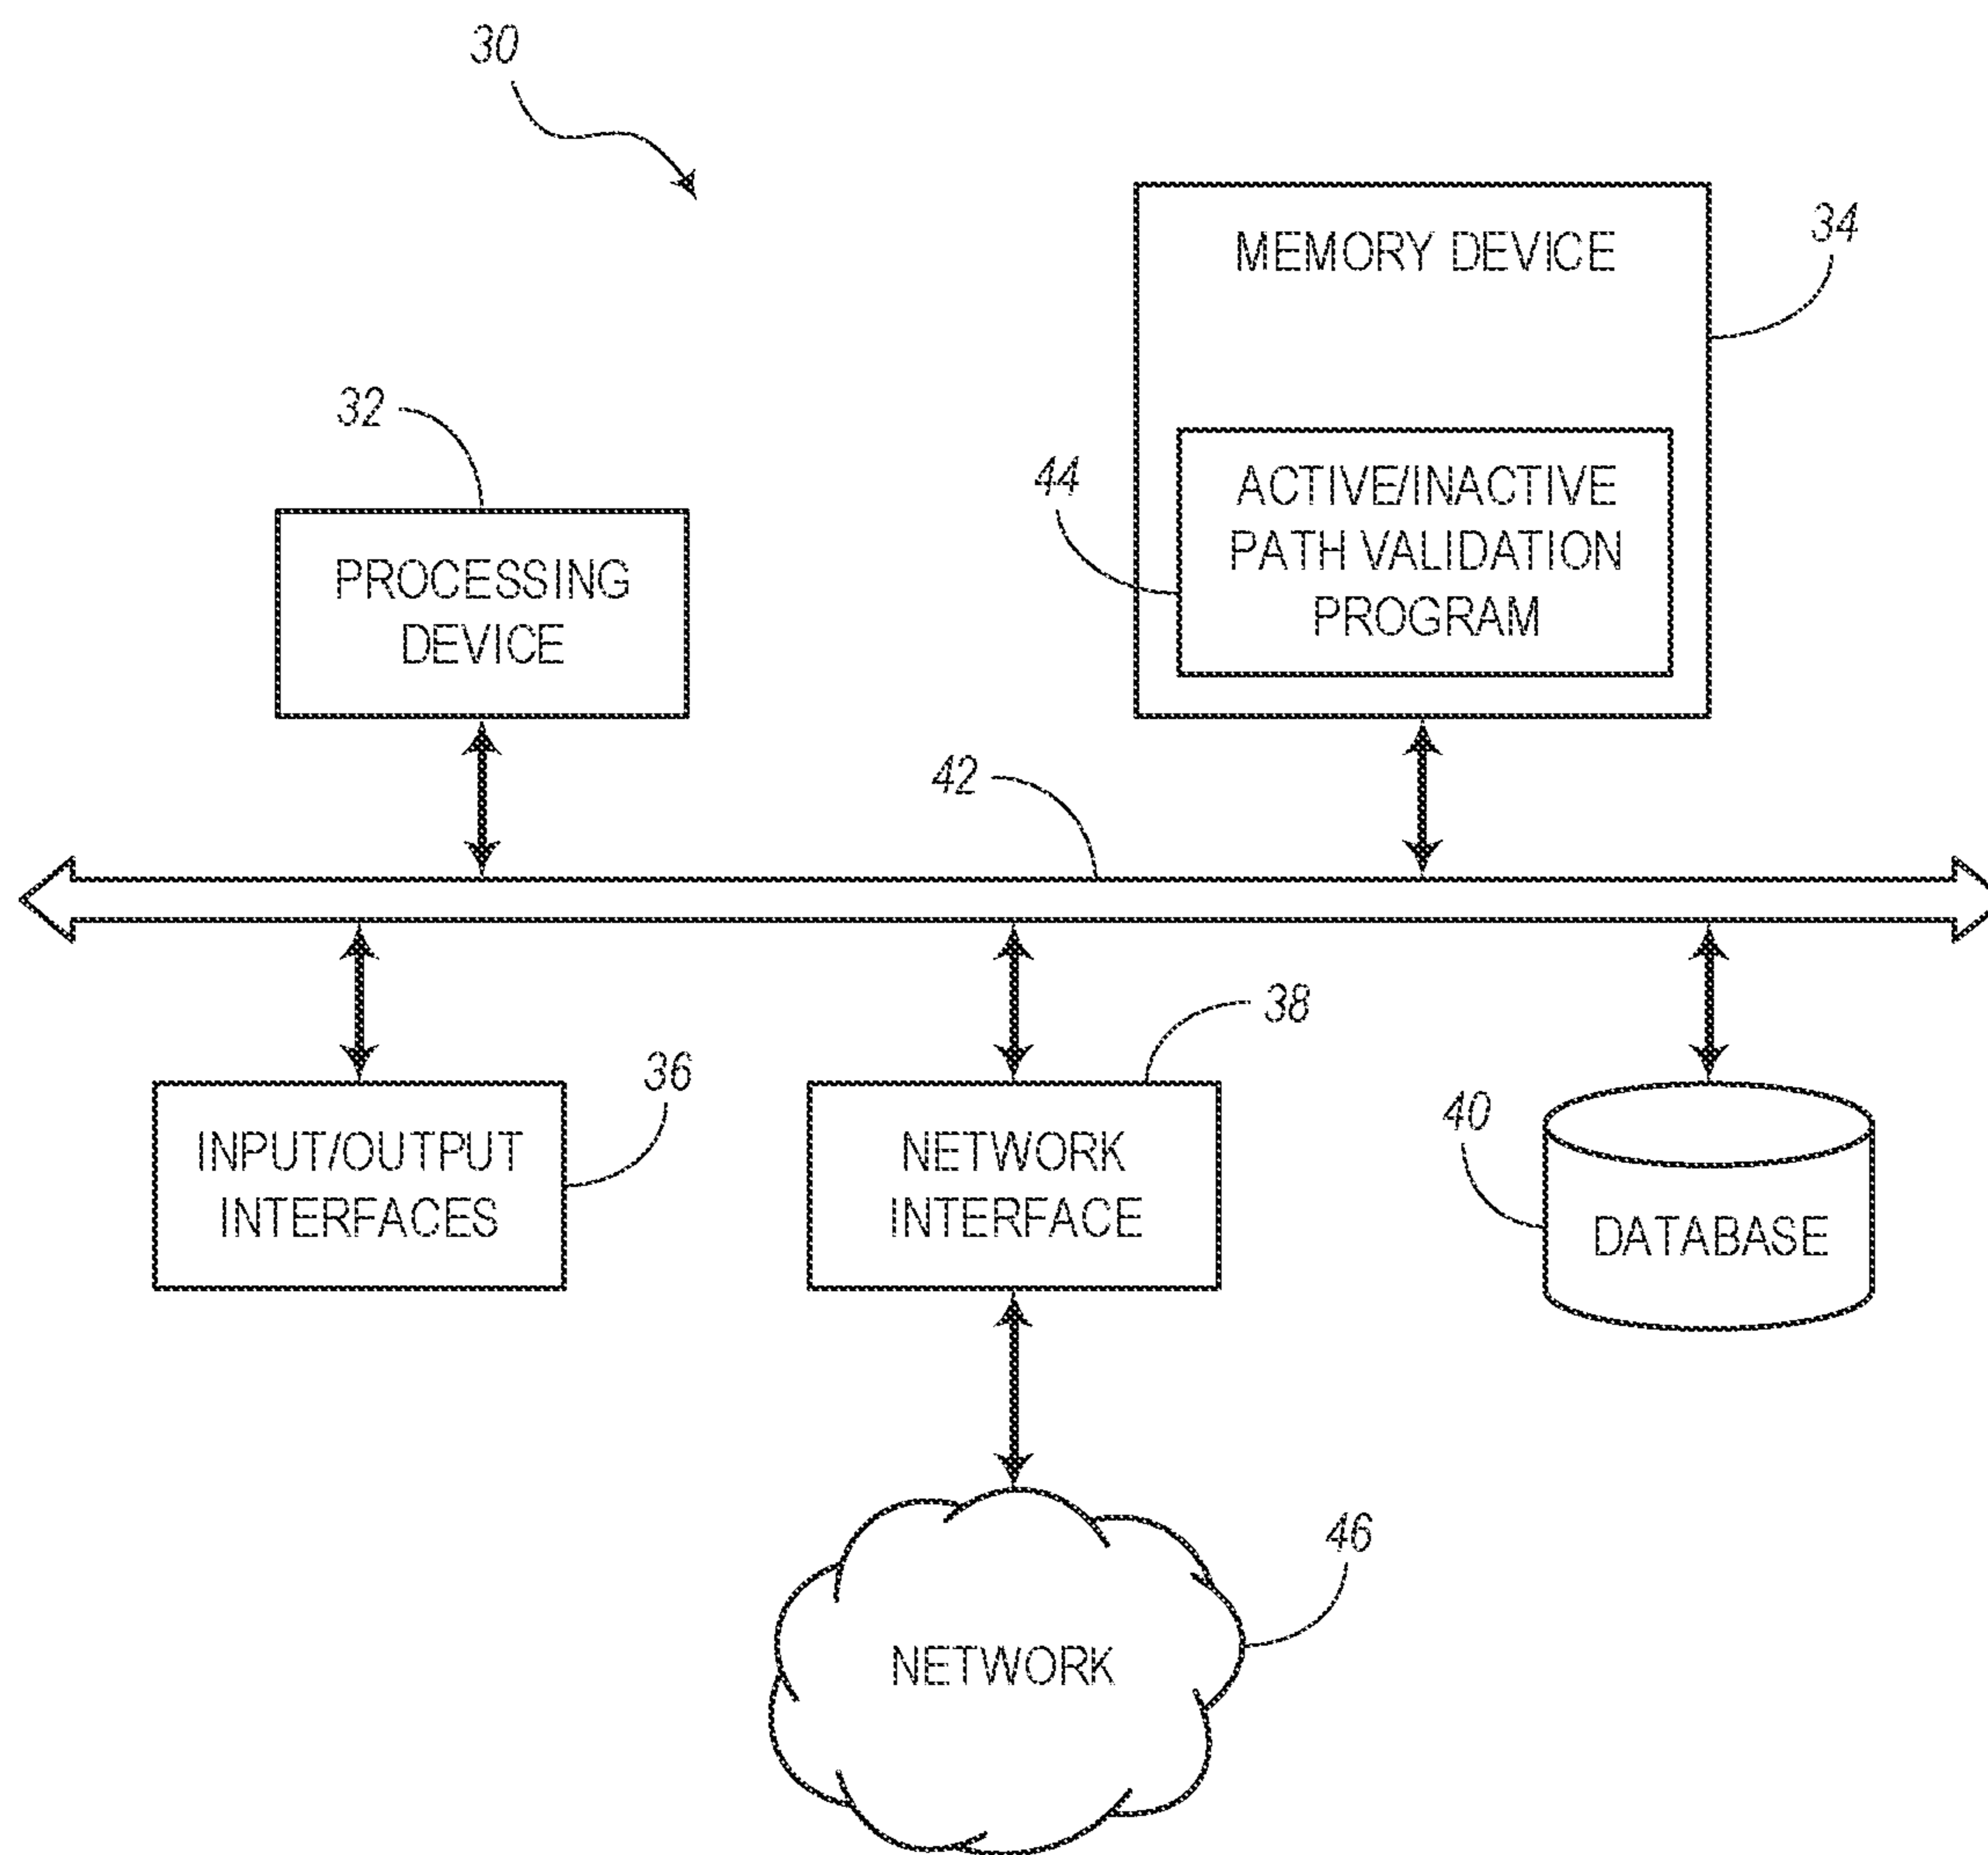 30
34
MEMORY DEVICE
32
44
ACTIVE/INACTIVE
PATH VALIDATION
PROGRAM
PROCESSING
DEVICE
42
38
36
40
INPUT/OUTPUT
INTERFACES
NETWORK
INTERFACE
DATABASE
46
NETWORK